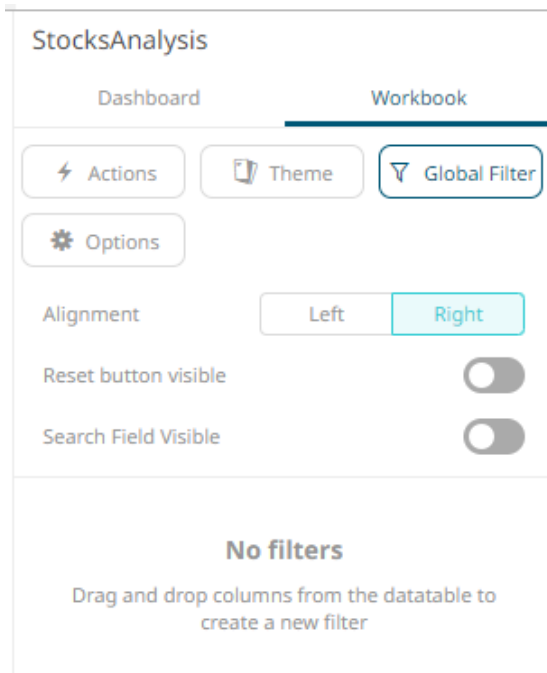 StocksAnalysis
Dashboard
Workbook
Actions
Theme
Global Filter
Options
Alignment
Left
Right
Reset button visible
Search Field Visible
No filters
Drag and drop columns from the datatable to
create a new filter